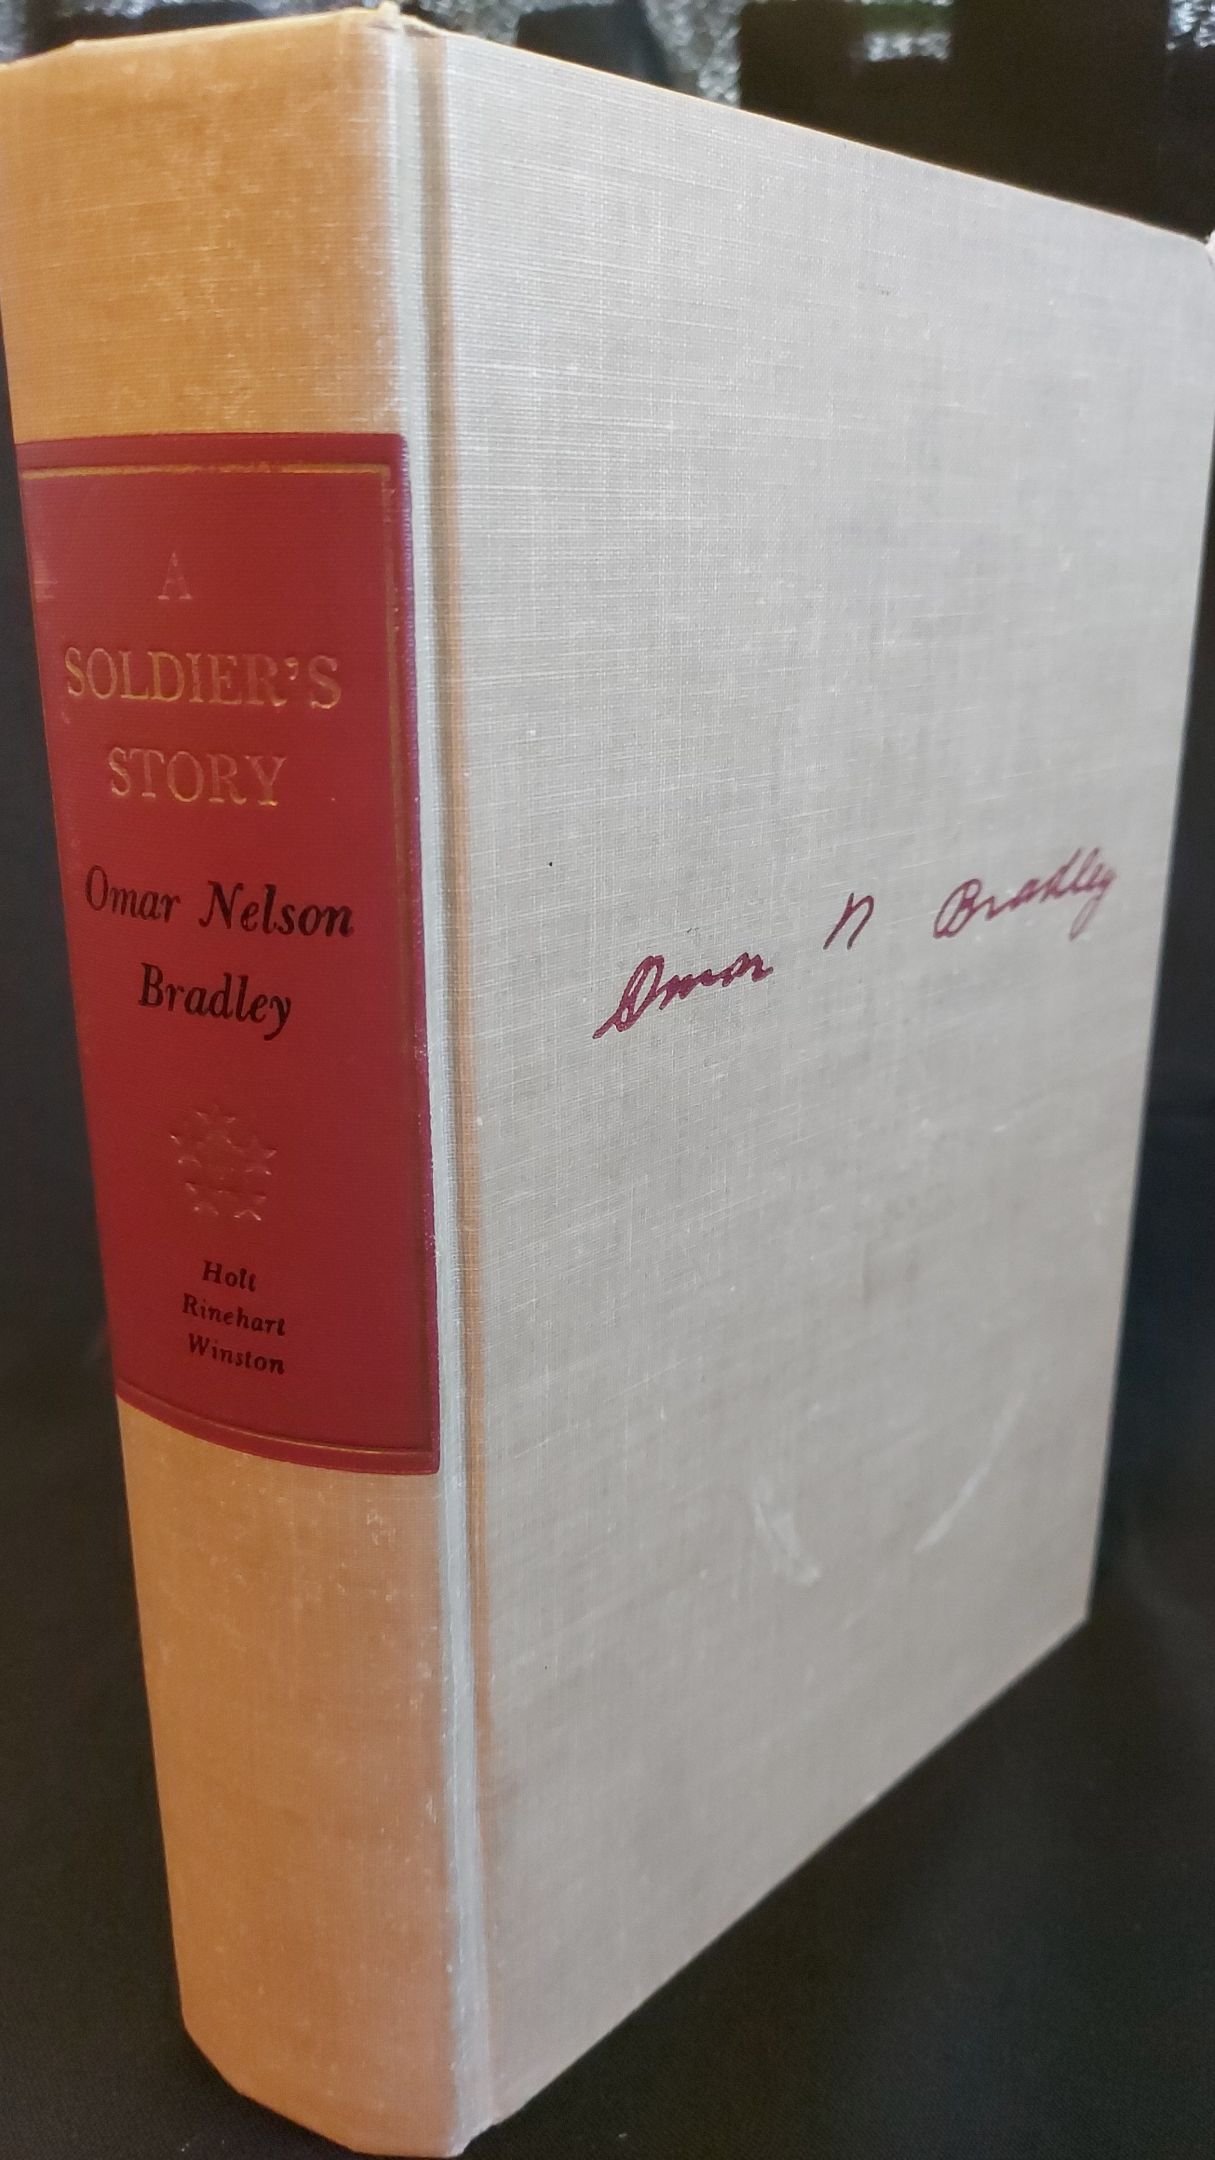 A
SOLDIER'S
STORY
Omar Nelson
Bradley
Holt
Rinehart
Winston
Omar N Bradley